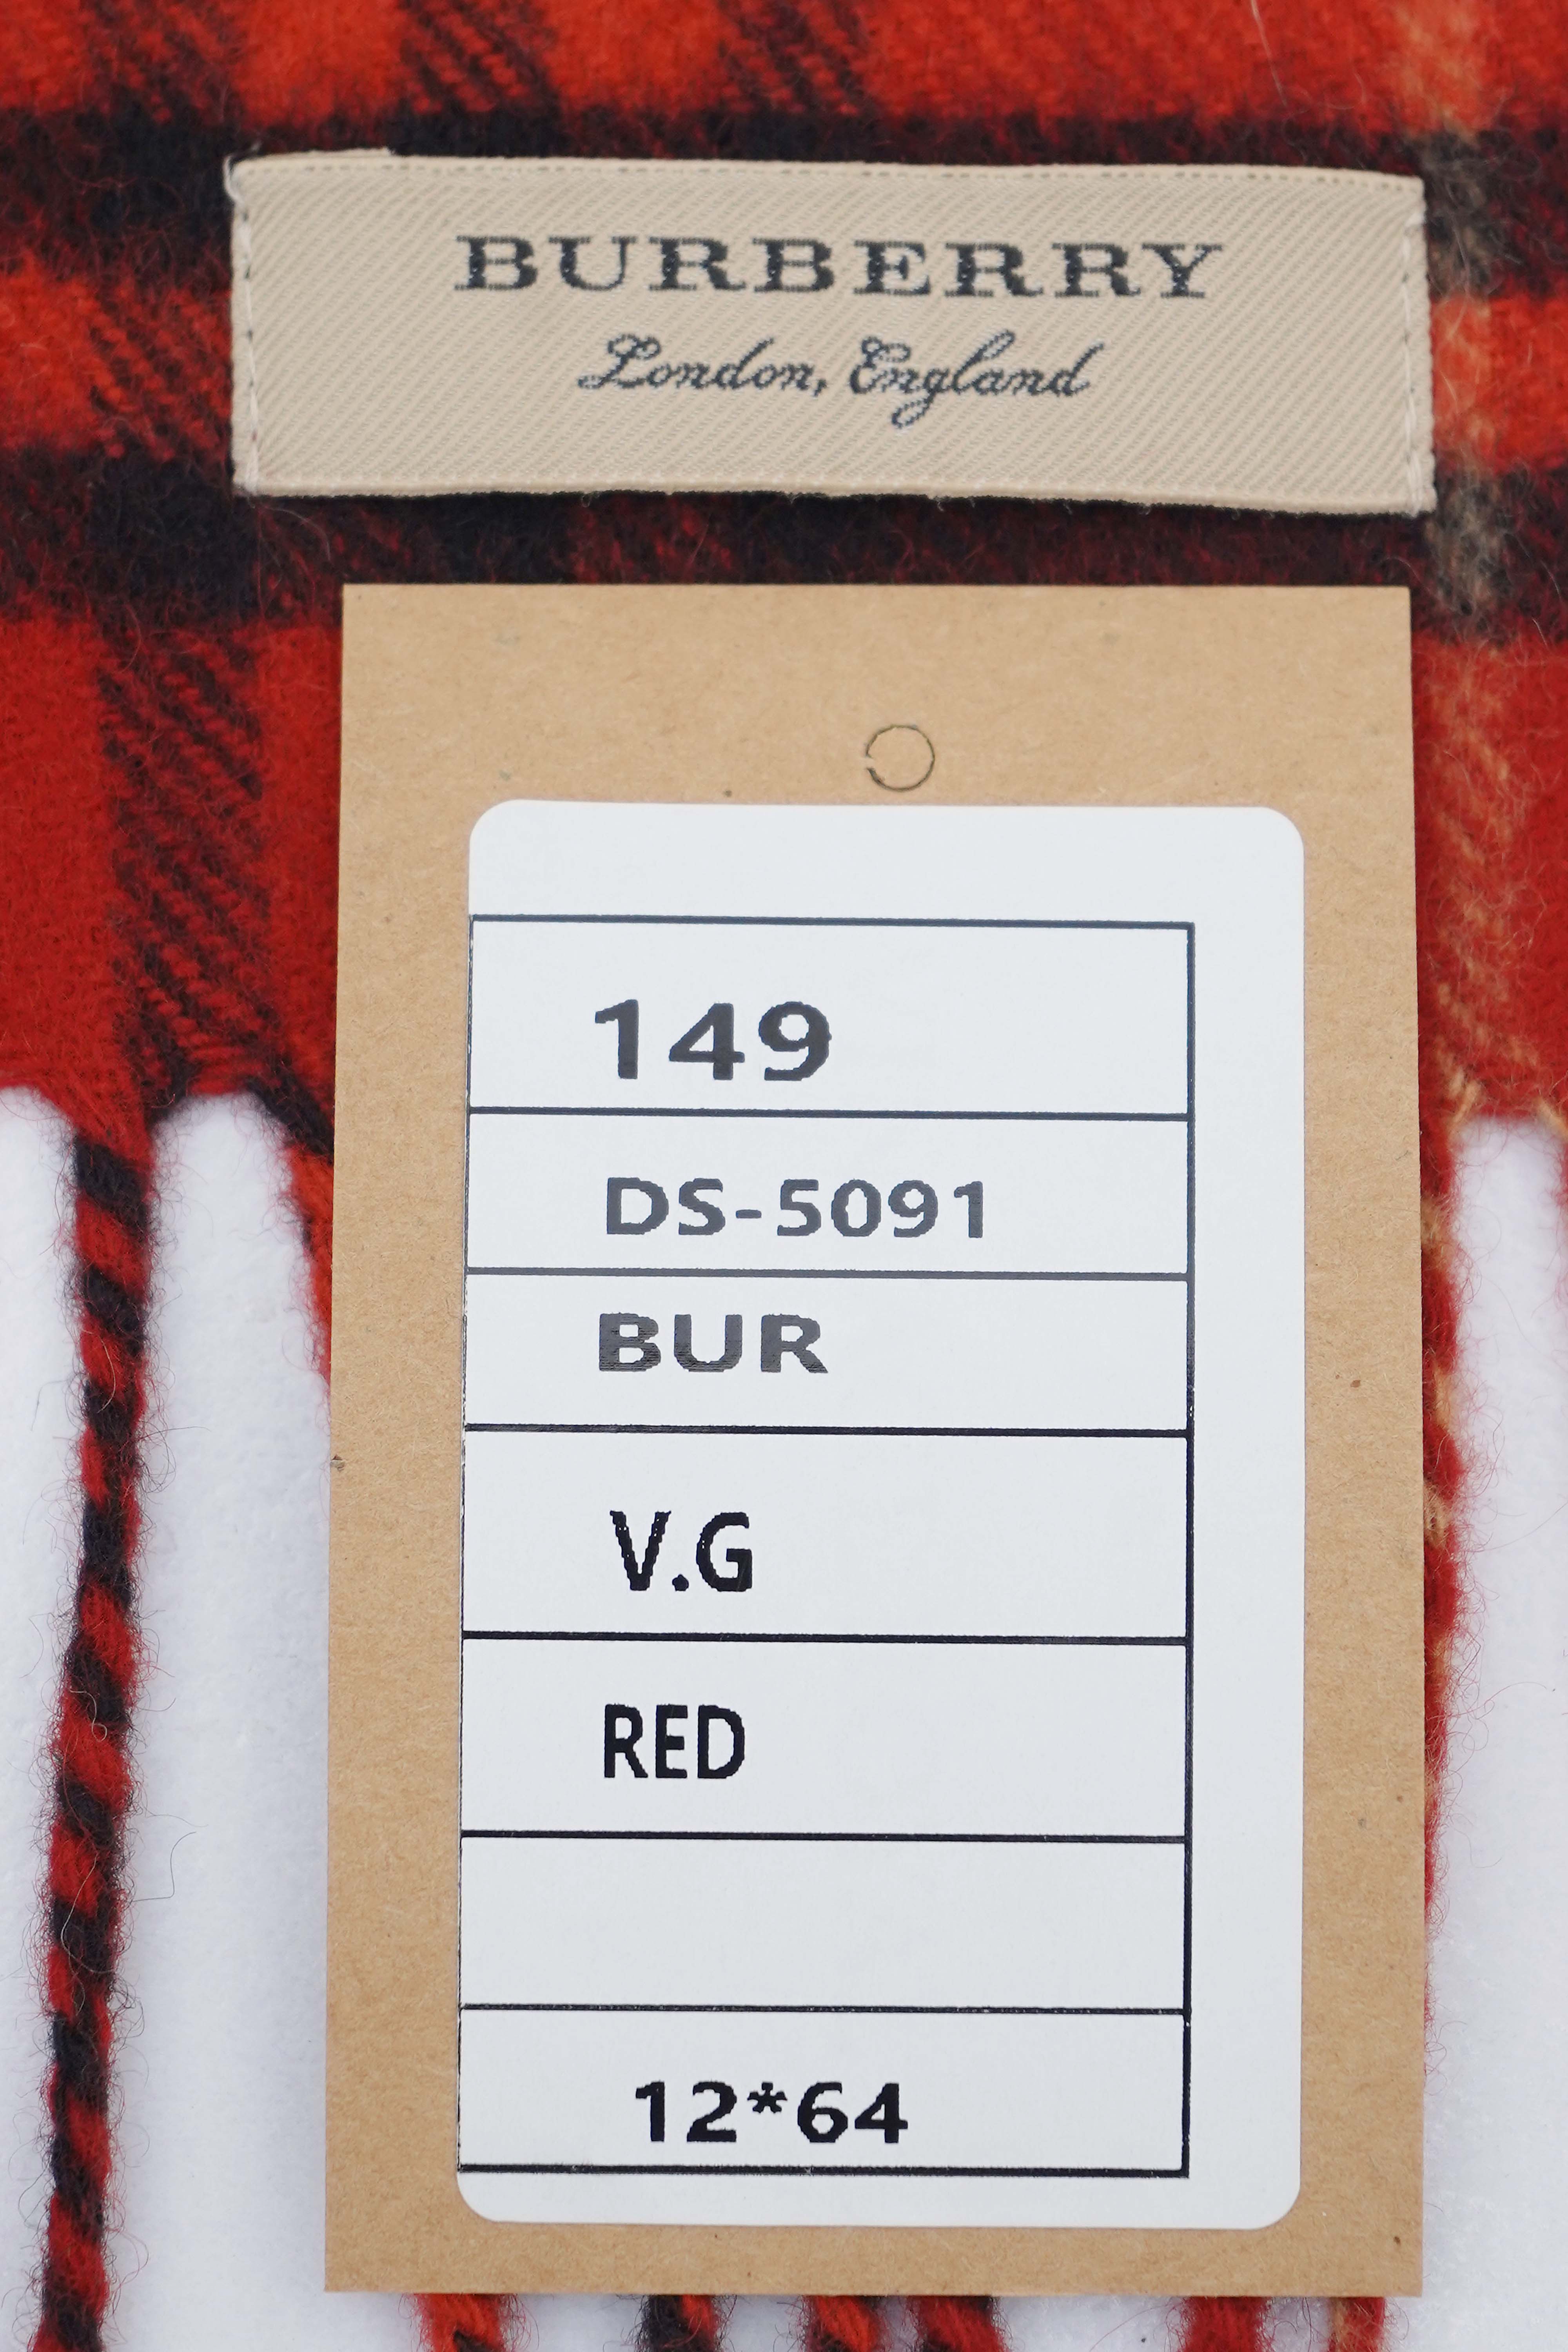 BURBERRY
London, England
149
DS-5091
BUR
V.G
RED
12*64